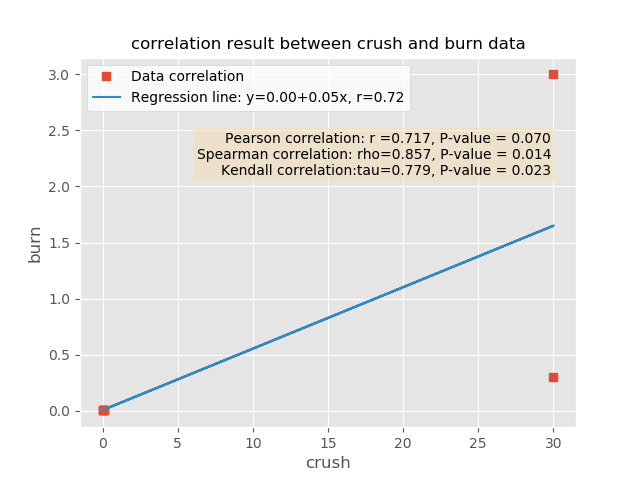 correlation result between crush and burn data
Data correlation
Regression line: y=0.00+0.05x, r=0.72
Pearson correlation: r =0.717, P-value = 0.070
Spearman correlation: rho=0.857, P-value = 0.014
Kendall correlation:tau=0.779, P-value = 0.023
3.0
2.5
2.0
1.5
1.0
0.5
0.0
burn
0 5 10 15 20 25 30
crush